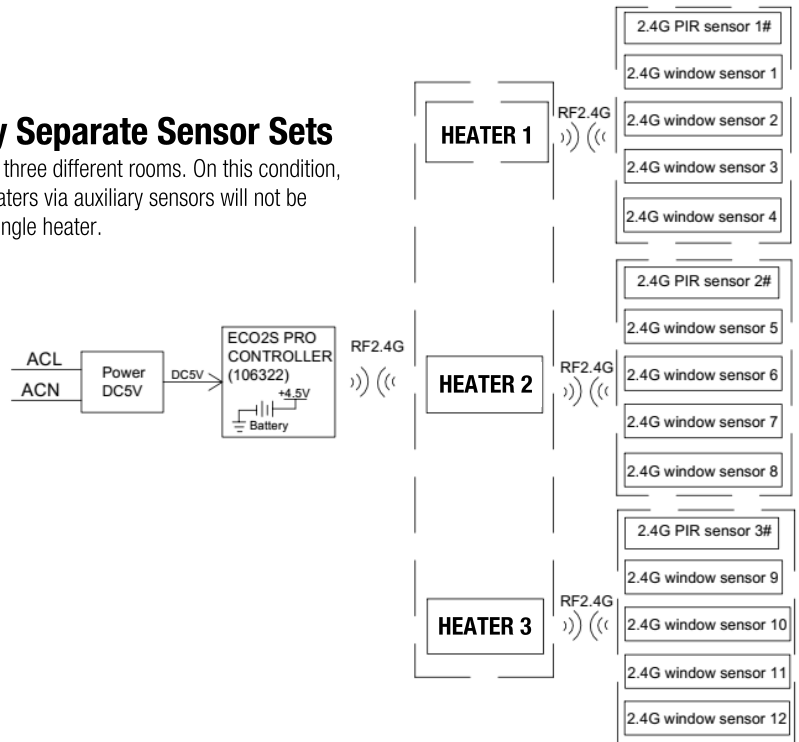 y Separate Sensor Sets
three different rooms. On this condition,
aters via auxiliary sensors will not be
ngle heater.
ACL
ACN
Power
DC5V
DC5V
ECO2S PRO
CONTROLLER
(106322)
+4.5V
Battery
RF2.4G
HEATER 1
RF2.4G
2.4G PIR sensor 1#
2.4G window sensor 1
2.4G window sensor 2
2.4G window sensor 3
2.4G window sensor 4
HEATER 2
RF2.4G
2.4G PIR sensor 2#
2.4G window sensor 5
2.4G window sensor 6
2.4G window sensor 7
2.4G window sensor 8
HEATER 3
RF2.4G
2.4G PIR sensor 3#
2.4G window sensor 9
2.4G window sensor 10
2.4G window sensor 11
2.4G window sensor 12